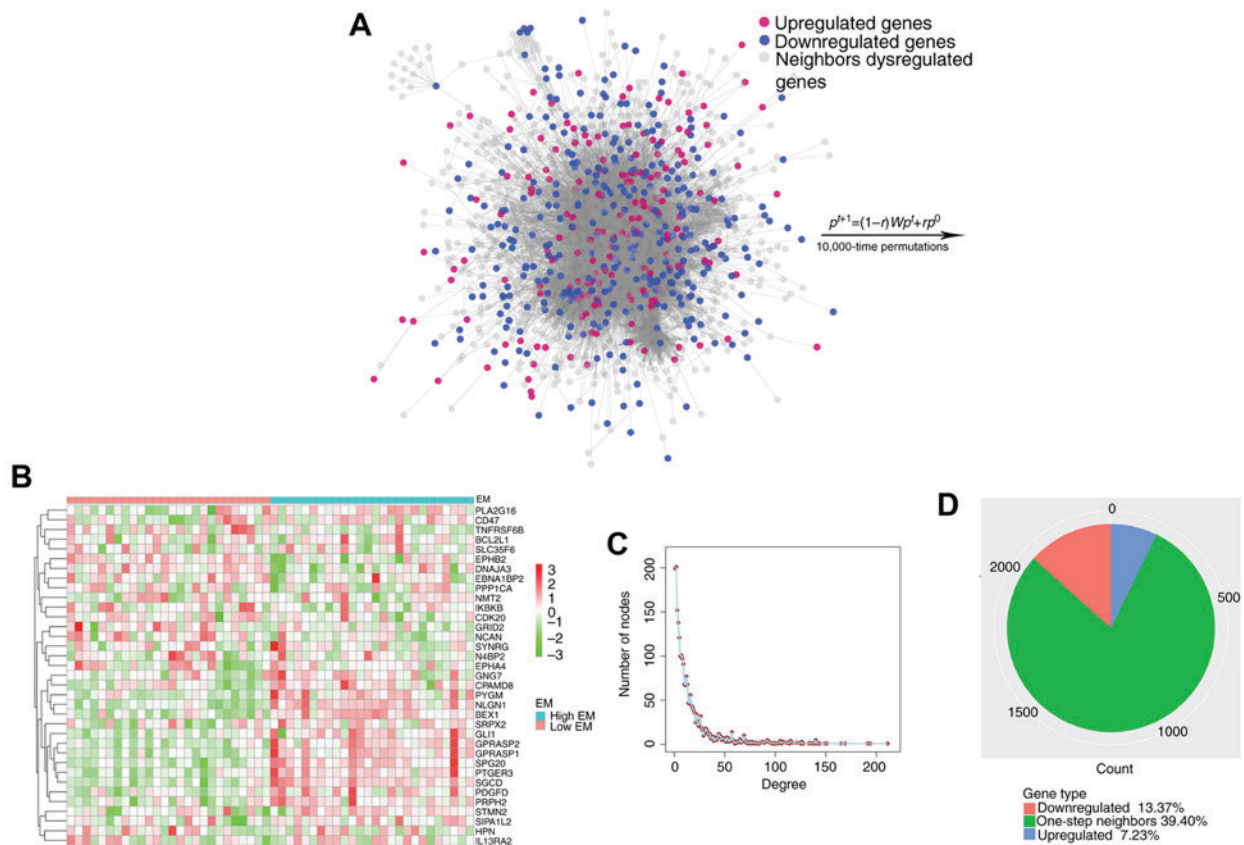 A
Upregulated genes
Downregulated genes
Neighbors dysregulated
genes
p^{t+1}=(1−r)Wp^t+rp^0
10,000-time permutations
B
EM
PLA2G16
CD47
TNFRSF6B
BCL2L1
SLC35F6
EPHB2
DNAJA3
EBNA1BP2
PPP1CA
NMT2
IKBKB
CDK20
GRID2
NCAN
SYNRG
N4BP2
EPHA4
GNG7
CPAMD8
PYGM
NLGN1
BEX1
SRPX2
GLI1
GPRASP2
GPRASP1
SPG20
PTGER3
SGCD
PDGFD
PRPH2
STMN2
SIPA1L2
HPN
IL13RA2
3
2
1
0
−1
−2
−3
EM
High EM
Low EM
C
Number of nodes
200
150
100
50
0
0
50
100
150
200
Degree
D
0
500
1000
1500
2000
Count
Gene type
Downregulated 13.37%
One-step neighbors 39.40%
Upregulated 7.23%